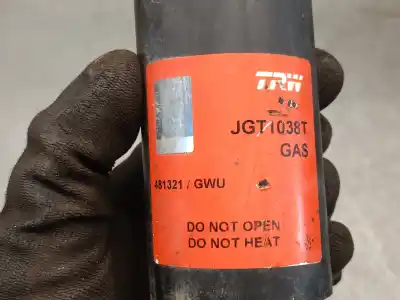 TRW
JGT1038T
GAS
481321 / GWU
DO NOT OPEN
DO NOT HEAT